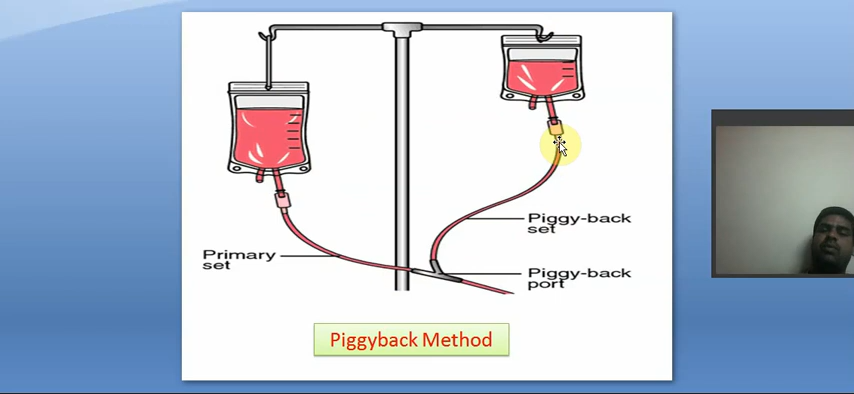 Piggy-back
set
Primary
set
Piggy-back
port
Piggyback Method